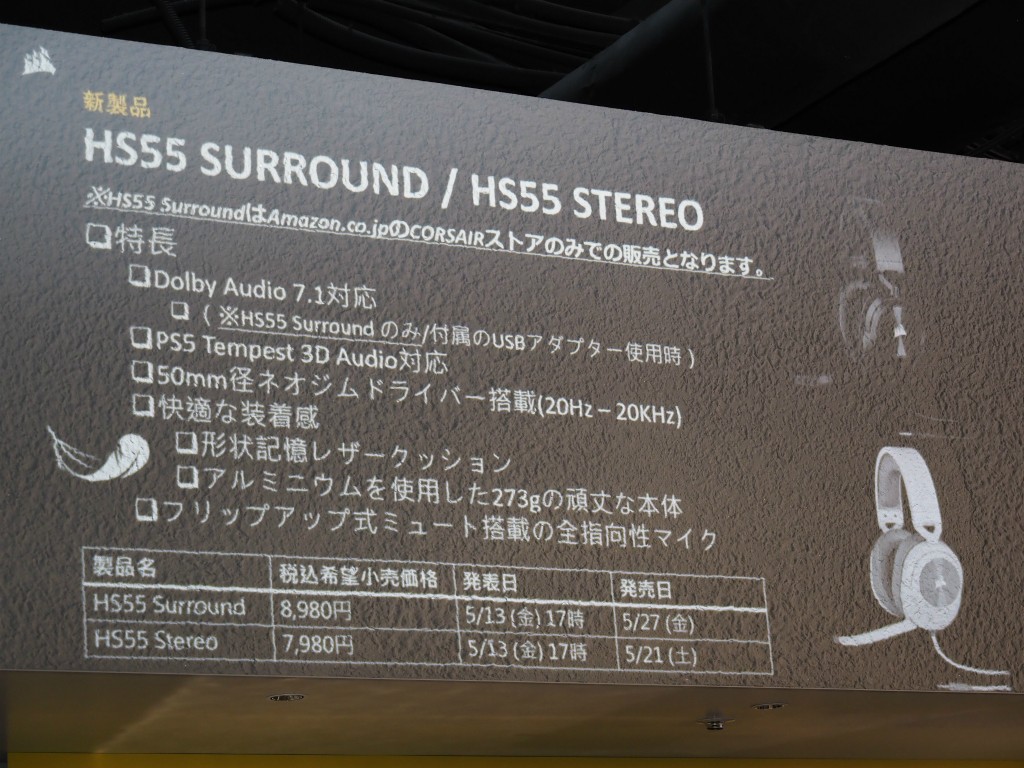 新製品
HS55 SURROUND / HS55 STEREO
※HS55 SurroundはAmazon.co.jpのCORSAIRストアのみでの販売となります。
❑特長
❑Dolby Audio 7.1対応
❑ (※HS55 Surround のみ/付属のUSBアダプター使用時)
❑PS5 Tempest 3D Audio対応
❑50mm径ネオジムドライバー搭載(20Hz – 20KHz)
❑快適な装着感
❑形状記憶レザークッション
❑アルミニウムを使用した273gの頑丈な本体
❑フリップアップ式ミュート搭載の全指向性マイク
製品名 税込希望小売価格 発表日 発売日
HS55 Surround 8,980円 5/13 (金) 17時 5/27 (金)
HS55 Stereo 7,980円 5/13 (金) 17時 5/21 (土)